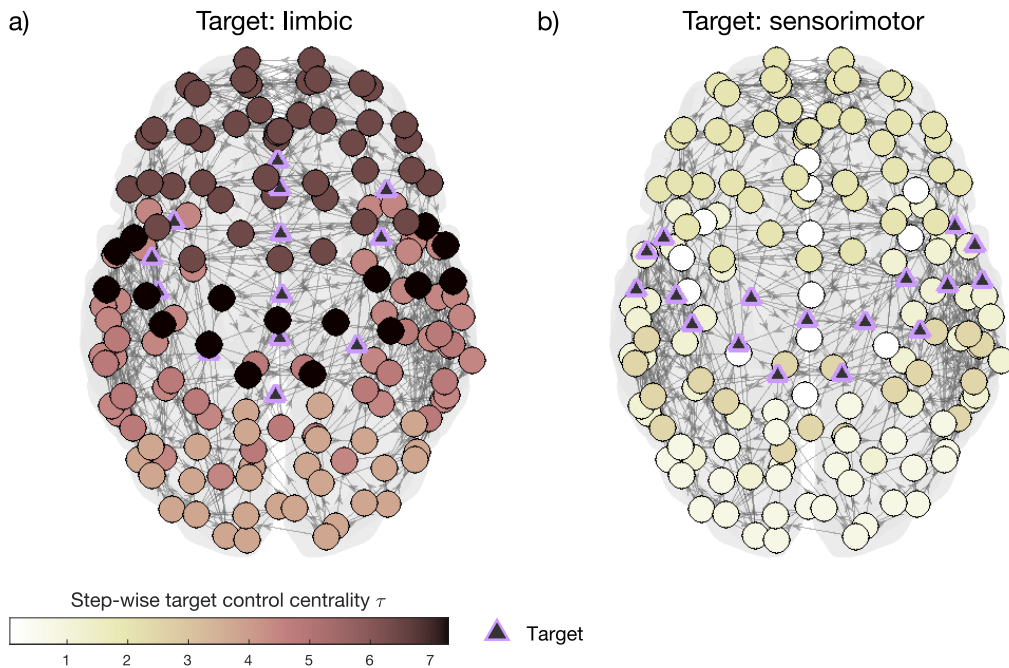 a) Target: limbic
b) Target: sensorimotor
Step-wise target control centrality τ
1 2 3 4 5 6 7
Target